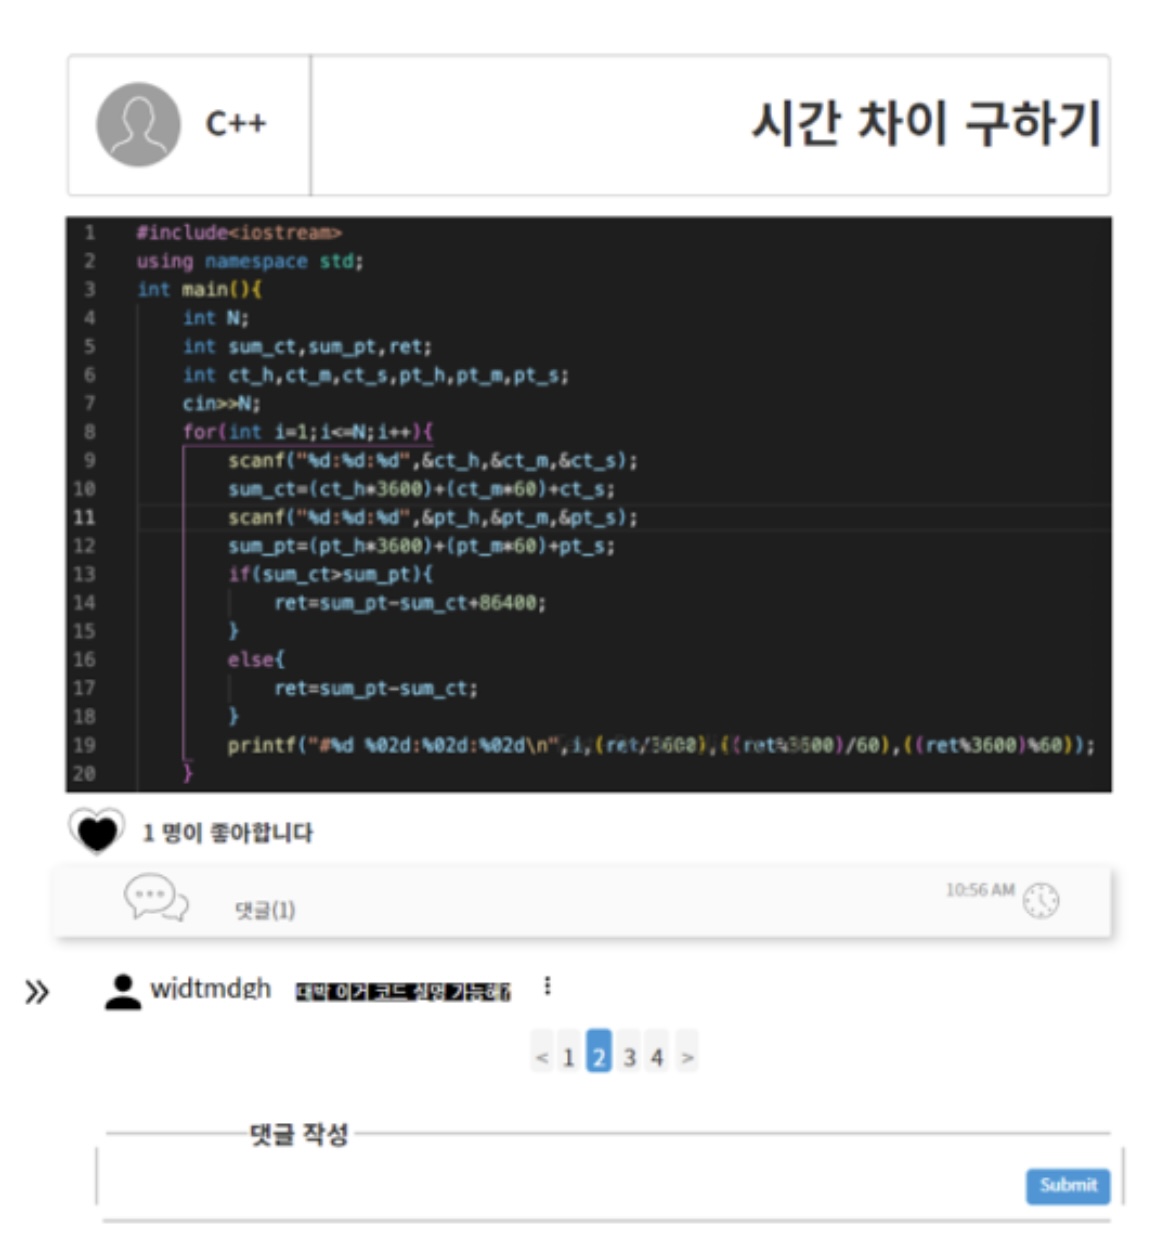 C++
시간 차이 구하기
1 #include<iostream>
2 using namespace std;
3 int main(){
4 int N;
5 int sum_ct,sum_pt,ret;
6 int ct_h,ct_m,ct_s,pt_h,pt_m,pt_s;
7 cin>>N;
8 for(int i=1;i<=N;i++){
9 scanf("%d:%d:%d",&ct_h,&ct_m,&ct_s);
10 sum_ct=(ct_h*3600)+(ct_m*60)+ct_s;
11 scanf("%d:%d:%d",&pt_h,&pt_m,&pt_s);
12 sum_pt=(pt_h*3600)+(pt_m*60)+pt_s;
13 if(sum_ct>sum_pt){
14 ret=sum_pt-sum_ct+86400;
15 }
16 else{
17 ret=sum_pt-sum_ct;
18 }
19 printf("#%d %02d:%02d:%02d\n",i,(ret/3600),((ret%3600)/60),((ret%3600)%60));
20 }
1 명이 좋아합니다
댓글(1)
10:56 AM
» wjdtmdgh 대박 이거 코드 설명 가능해?
< 1 2 3 4 >
댓글 작성
Submit